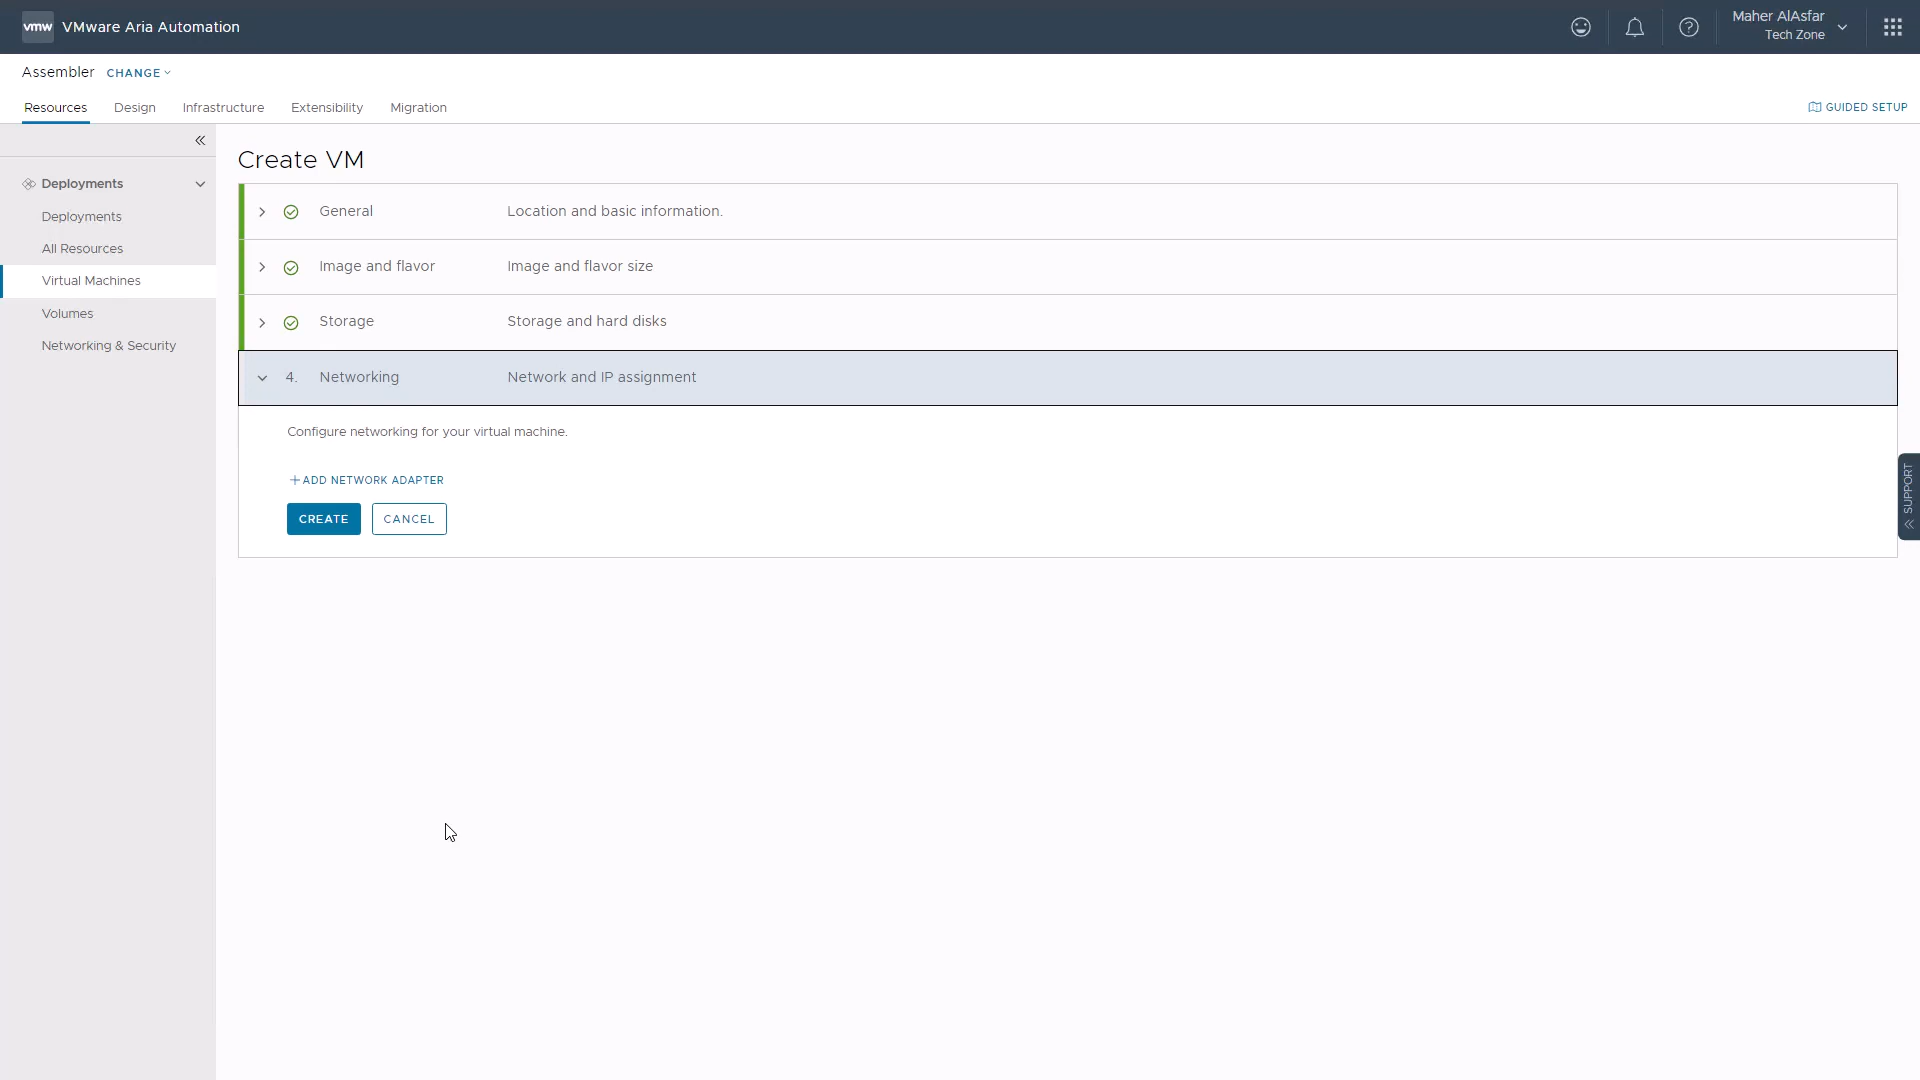 vmw VMware Aria Automation
Maher AlAsfar
Tech Zone
Assembler CHANGE
Resources Design Infrastructure Extensibility Migration
GUIDED SETUP
Deployments
Deployments
All Resources
Virtual Machines
Volumes
Networking & Security
Create VM
General Location and basic information.
Image and flavor Image and flavor size
Storage Storage and hard disks
4. Networking Network and IP assignment
Configure networking for your virtual machine.
ADD NETWORK ADAPTER
CREATE CANCEL
SUPPORT